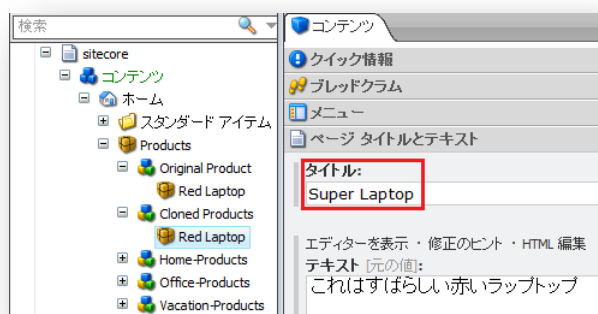 検索
sitecore
コンテンツ
ホーム
スタンダード アイテム
Products
Original Product
Red Laptop
Cloned Products
Red Laptop
Home-Products
Office-Products
Vacation-Products
コンテンツ
クイック情報
ブレッドクラム
メニュー
ページ タイトルとテキスト
タイトル:
Super Laptop
エディターを表示 ・ 修正のヒント ・ HTML 編集
テキスト [元の値]:
これはすばらしい赤いラップトップ